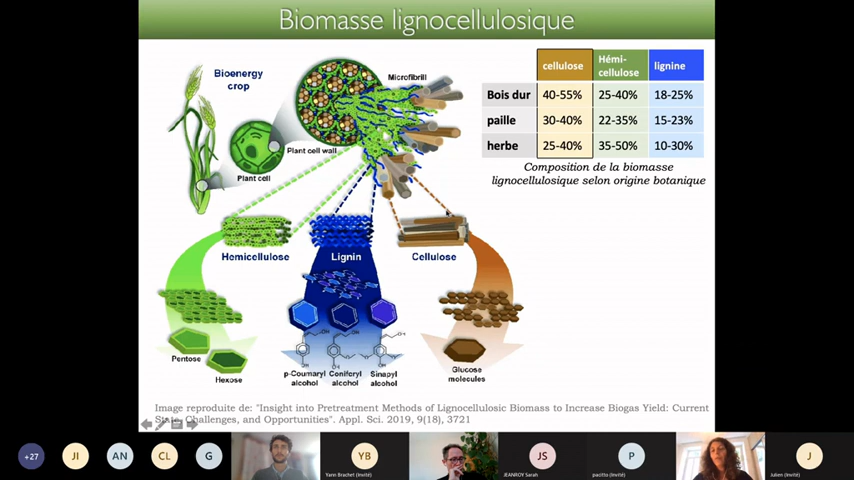 Biomasse lignocellulosique
Bioenergy
crop
Microfibrill
Plant cell wall
Plant cell
cellulose
Hémi-
cellulose
lignine
Bois dur 40-55% 25-40% 18-25%
paille 30-40% 22-35% 15-23%
herbe 25-40% 35-50% 10-30%
Composition de la biomasse
lignocellulosique selon origine botanique
Hemicellulose
Lignin
Cellulose
Pentose
Hexose
p-Coumaryl
alcohol
Coniferyl
alcohol
Sinapyl
alcohol
Glucose
molecules
Image reproduite de: "Insight into Pretreatment Methods of Lignocellulosic Biomass to Increase Biogas Yield: Current
Challenges, and Opportunities". Appl. Sci. 2019, 9(18), 3721
+27
JI
AN
CL
G
YB
Yann Brachet (Invité)
JS
JEANROY Sarah
P
pacitto (Invité)
J
Julien (Invité)